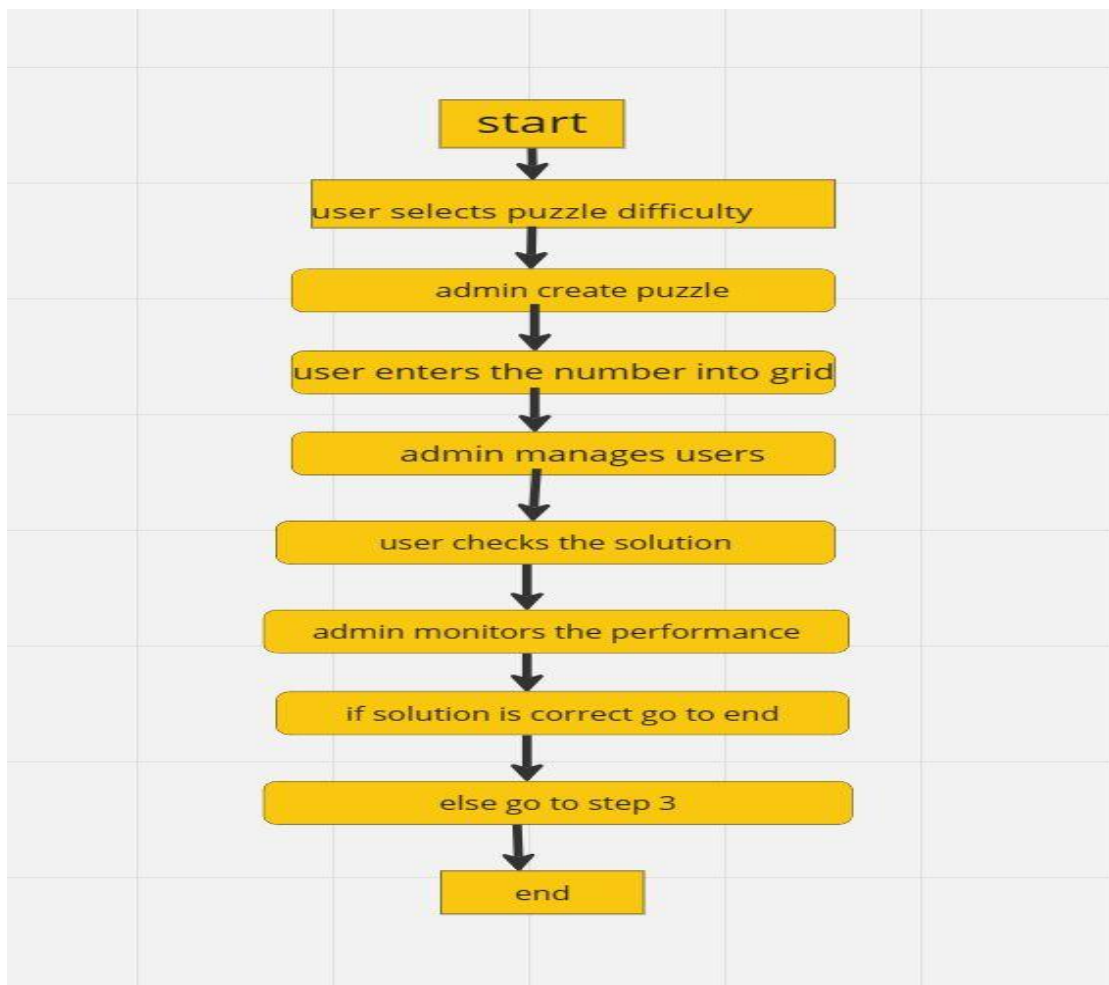 start
user selects puzzle difficulty
admin create puzzle
user enters the number into grid
admin manages users
user checks the solution
admin monitors the performance
if solution is correct go to end
else go to step 3
end